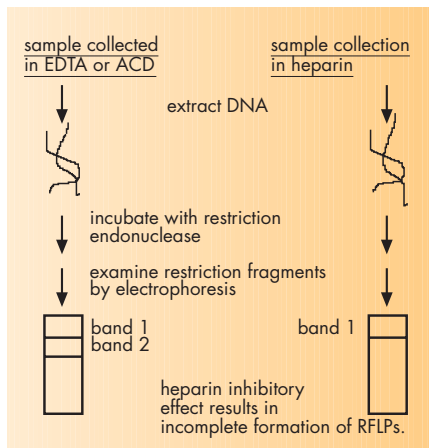 sample collected
in EDTA or ACD
sample collection
in heparin
extract DNA
incubate with restriction
endonuclease
examine restriction fragments
by electrophoresis
band 1
band 2
band 1
heparin inhibitory
effect results in
incomplete formation of RFLPs.